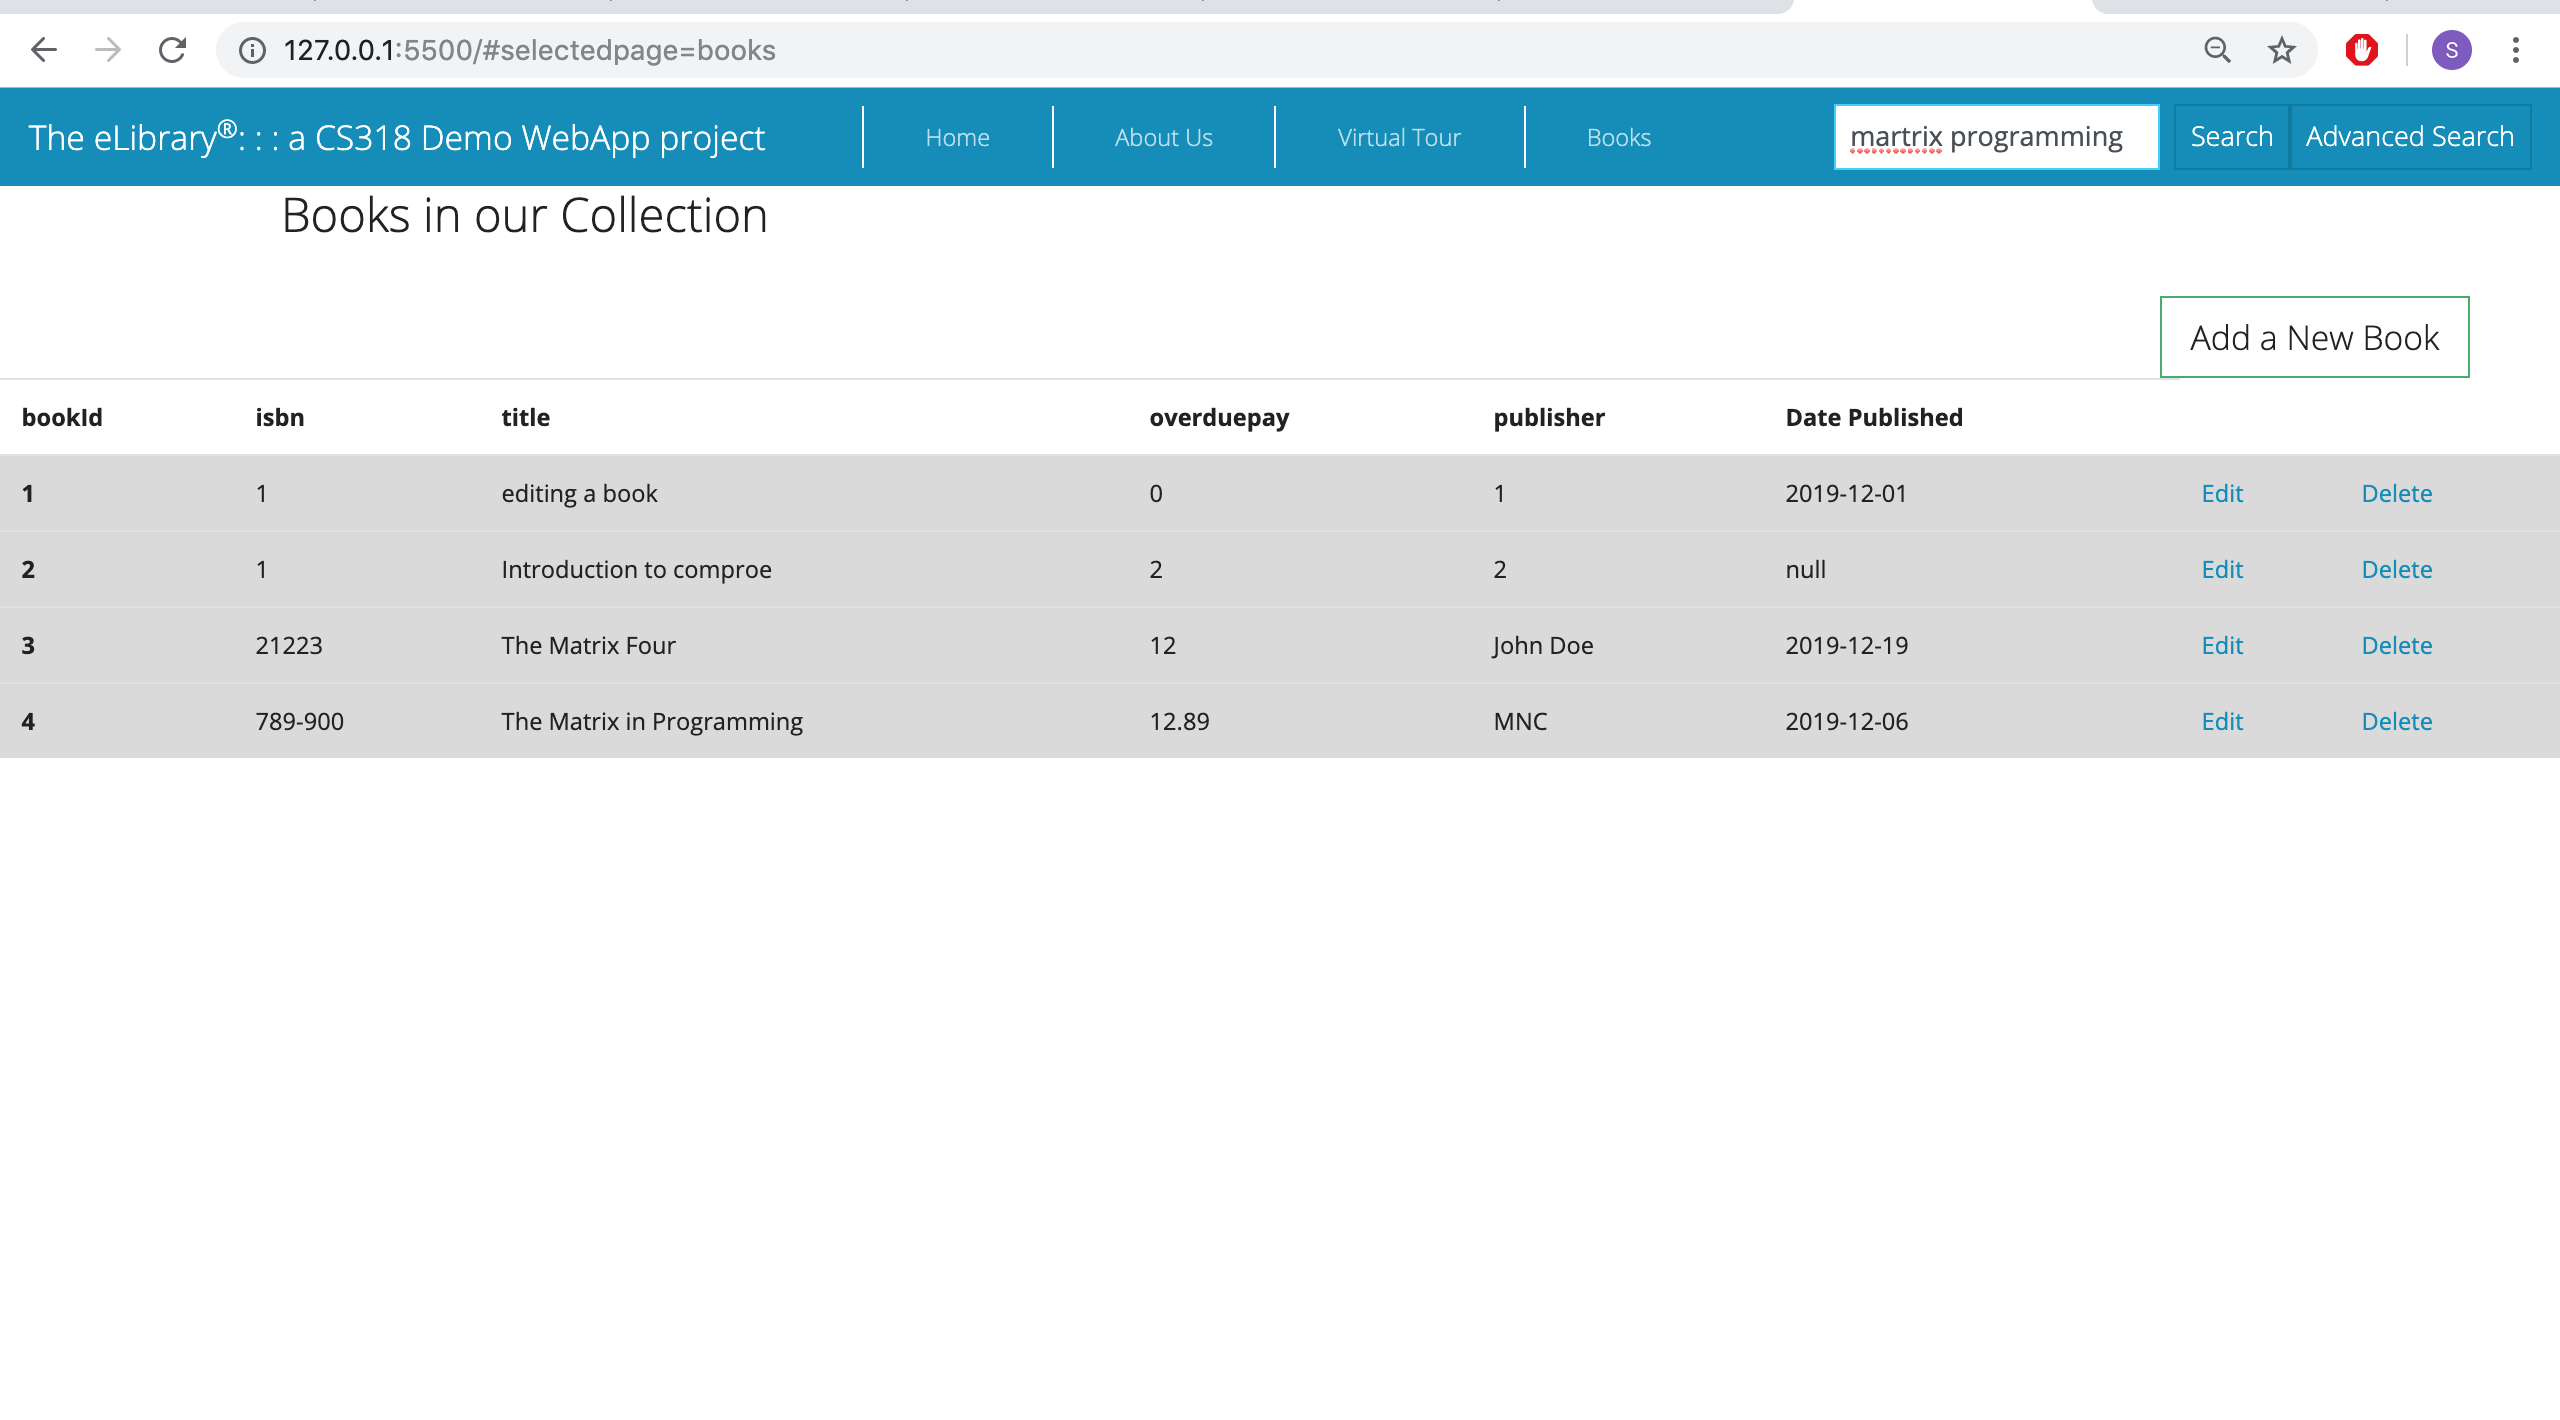 127.0.0.1:5500/#selectedpage=books
S
The eLibrary®: : : a CS318 Demo WebApp project Home About Us Virtual Tour Books martrix programming Search Advanced Search
Books in our Collection
Add a New Book
bookId isbn title overduepay publisher Date Published
1 1 editing a book 0 1 2019-12-01 Edit Delete
2 1 Introduction to comproe 2 2 null Edit Delete
3 21223 The Matrix Four 12 John Doe 2019-12-19 Edit Delete
4 789-900 The Matrix in Programming 12.89 MNC 2019-12-06 Edit Delete